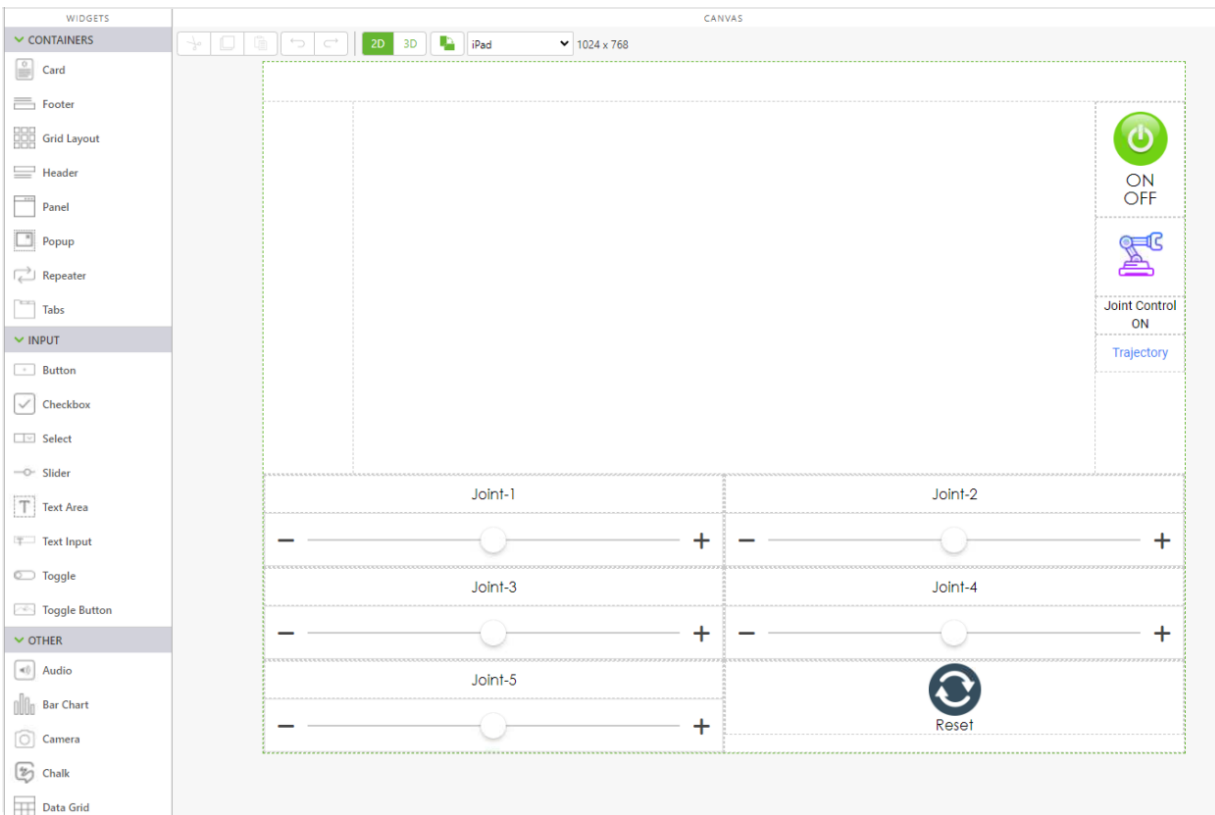 WIDGETS
CANVAS
CONTAINERS
2D
3D
iPad
1024 x 768
Card
Footer
Grid Layout
Header
Panel
Popup
Repeater
Tabs
INPUT
Button
Checkbox
Select
Slider
Text Area
Text Input
Toggle
Toggle Button
OTHER
Audio
Bar Chart
Camera
Chalk
Data Grid
ON
OFF
Joint Control
ON
Trajectory
Joint-1
Joint-2
Joint-3
Joint-4
Joint-5
Reset